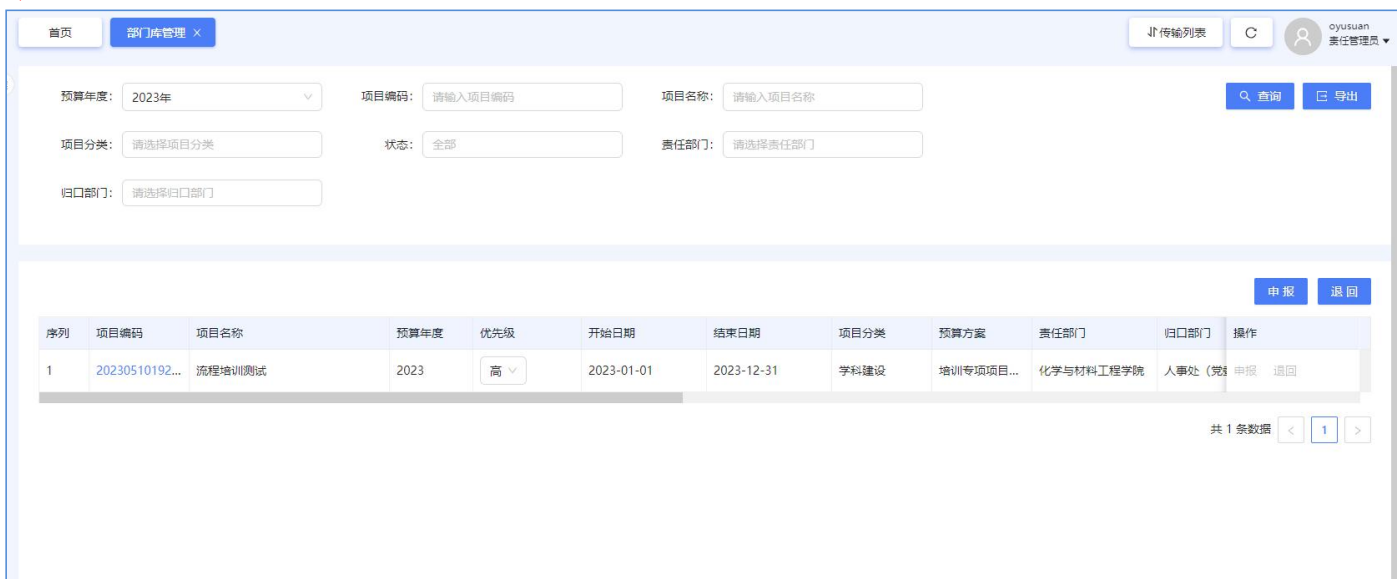 首页 部门库管理 × 传输列表 oyusuan
责任管理员
预算年度： 2023年 项目编码： 请输入项目编码 项目名称： 请输入项目名称 查询 导出
项目分类： 请选择项目分类 状态： 全部 责任部门： 请选择责任部门
归口部门： 请选择归口部门
申报 退回
序列 项目编码 项目名称 预算年度 优先级 开始日期 结束日期 项目分类 预算方案 责任部门 归口部门 操作
1 20230510192... 流程培训测试 2023 高 2023-01-01 2023-12-31 学科建设 培训专项项目... 化学与材料工程学院 人事处（党 申报 退回
共 1 条数据 < 1 >